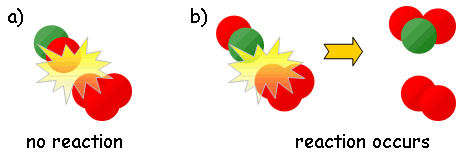 a)
b)
no reaction
reaction occurs